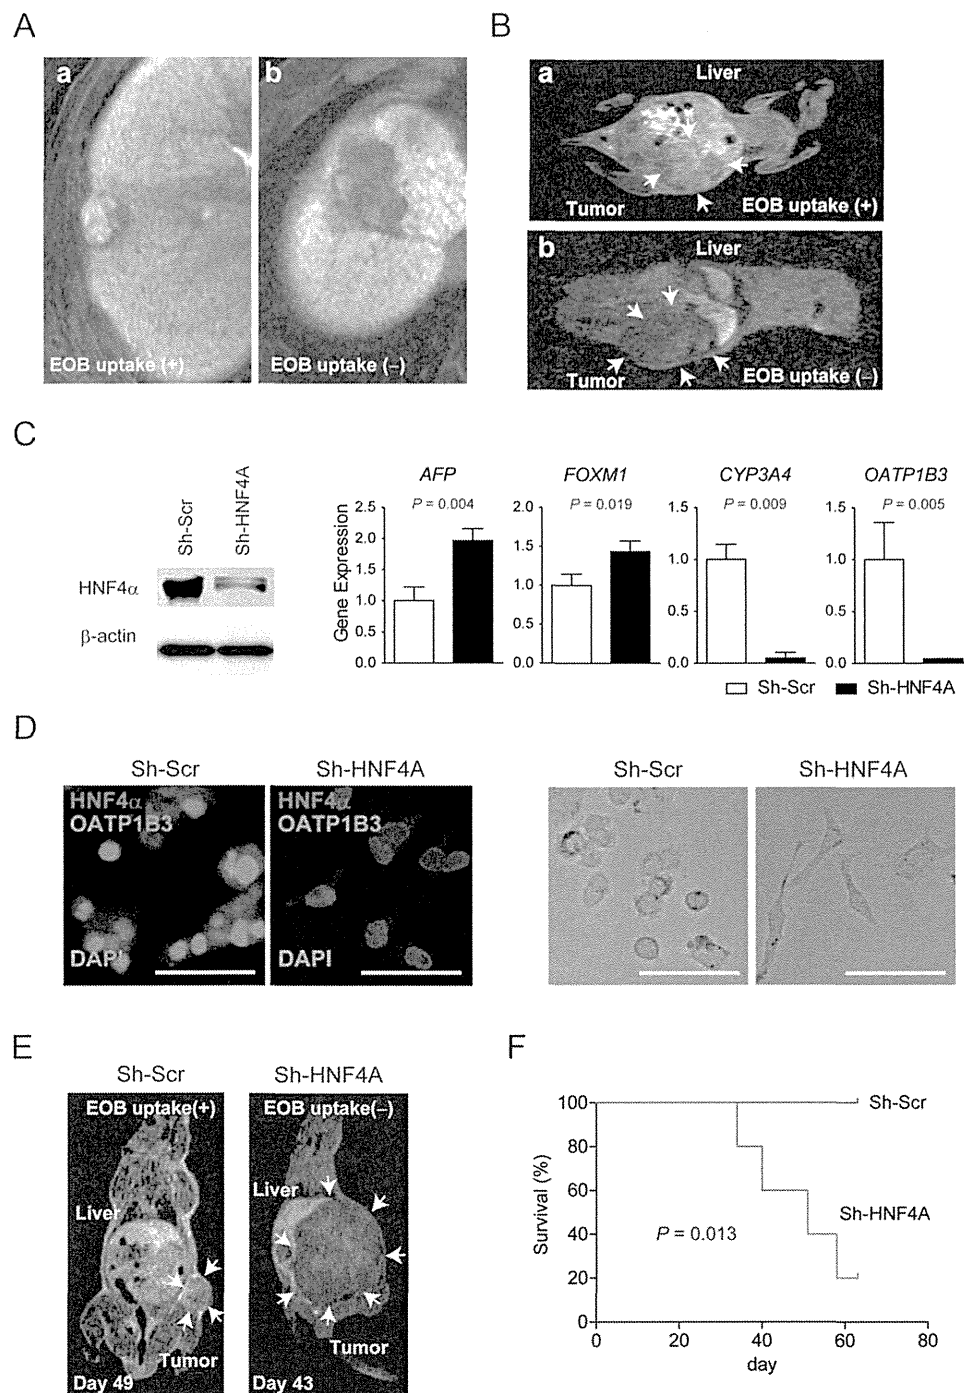 A
a
b
EOB uptake (+)
EOB uptake (–)
B
a
Liver
Tumor
EOB uptake (+)
b
Liver
Tumor
EOB uptake (–)
C
Sh-Scr
Sh-HNF4A
HNF4α
β-actin
Gene Expression
AFP
P = 0.004
2.5
2.0
1.5
1.0
0.5
0.0
FOXM1
P = 0.019
2.0
1.5
1.0
0.5
0.0
CYP3A4
P = 0.009
1.5
1.0
0.5
0.0
OATP1B3
P = 0.005
1.5
1.0
0.5
0.0
Sh-Scr
Sh-HNF4A
D
Sh-Scr
HNF4α
OATP1B3
DAPI
Sh-HNF4A
HNF4α
OATP1B3
DAPI
Sh-Scr
Sh-HNF4A
E
Sh-Scr
EOB uptake(+)
Liver
Tumor
Day 49
Sh-HNF4A
EOB uptake(–)
Liver
Tumor
Day 43
F
Survival (%)
100
80
60
40
20
0
20
40
60
80
day
Sh-Scr
Sh-HNF4A
P = 0.013